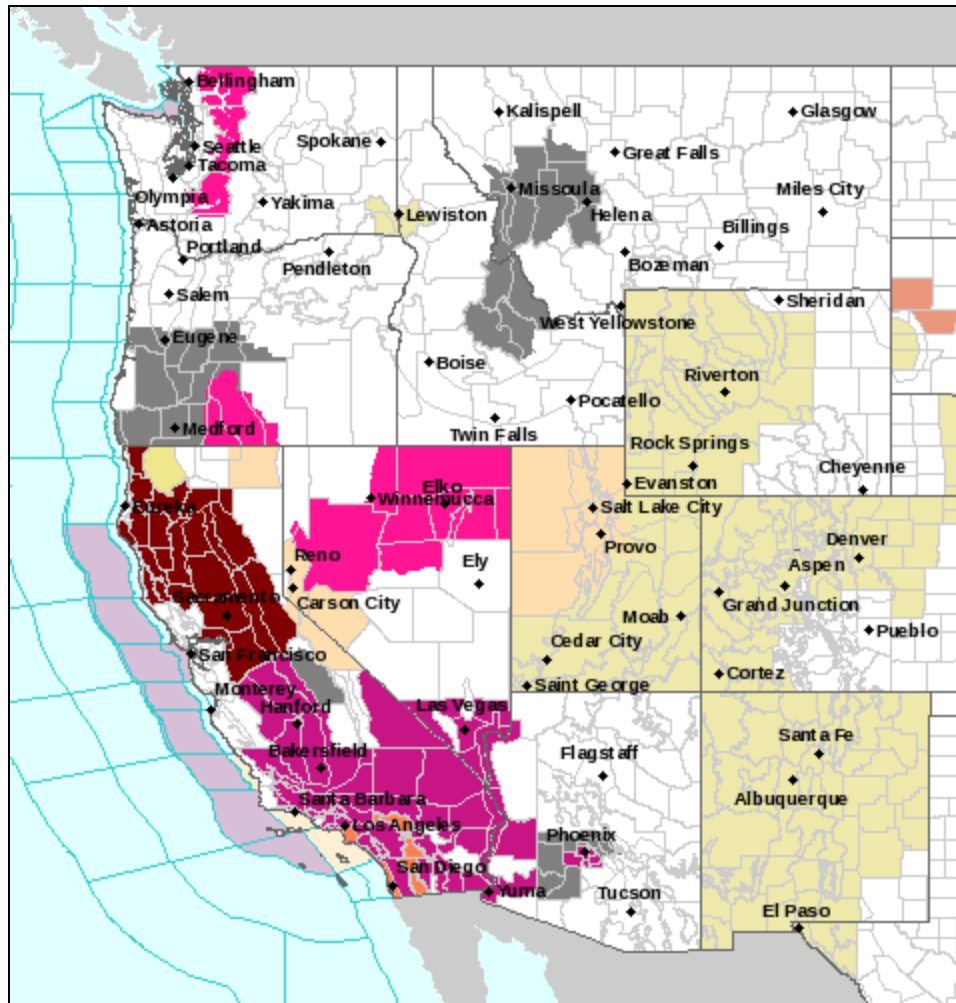 Bellingham
Kalispell
Glasgow
Spokane
Seattle
Great Falls
Tacoma
Missoula
Miles City
Olympia
Yakima
Lewiston
Helena
Astoria
Billings
Portland
Pendleton
Bozeman
Salem
Sheridan
West Yellowstone
Eugene
Boise
Riverton
Pocatello
Medford
Twin Falls
Rock Springs
Cheyenne
Elko
Evanston
Winnemucca
Eureka
Salt Lake City
Provo
Denver
Reno
Ely
Aspen
Sacramento
Carson City
Grand Junction
Moab
Pueblo
Cedar City
San Francisco
Cortez
Saint George
Monterey
Hanford
Las Vegas
Santa Fe
Bakersfield
Flagstaff
Albuquerque
Santa Barbara
Los Angeles
Phoenix
San Diego
Yuma
Tucson
El Paso